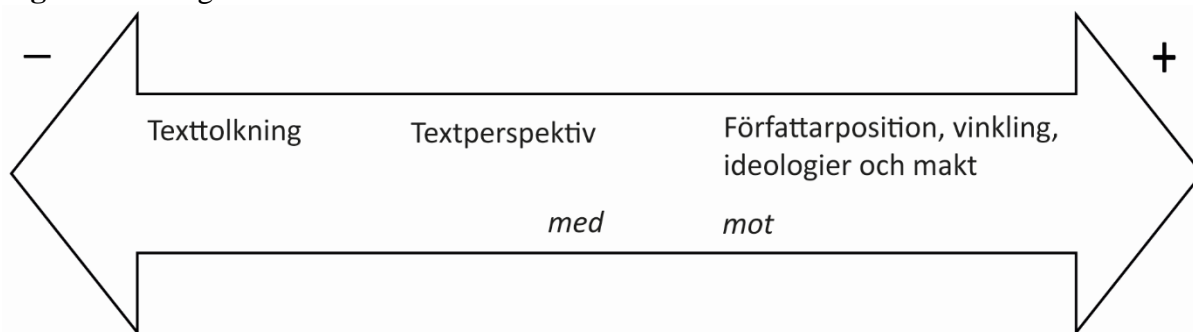 −
+
Texttolkning
Textperspektiv
Författarposition, vinkling,
ideologier och makt
med
mot